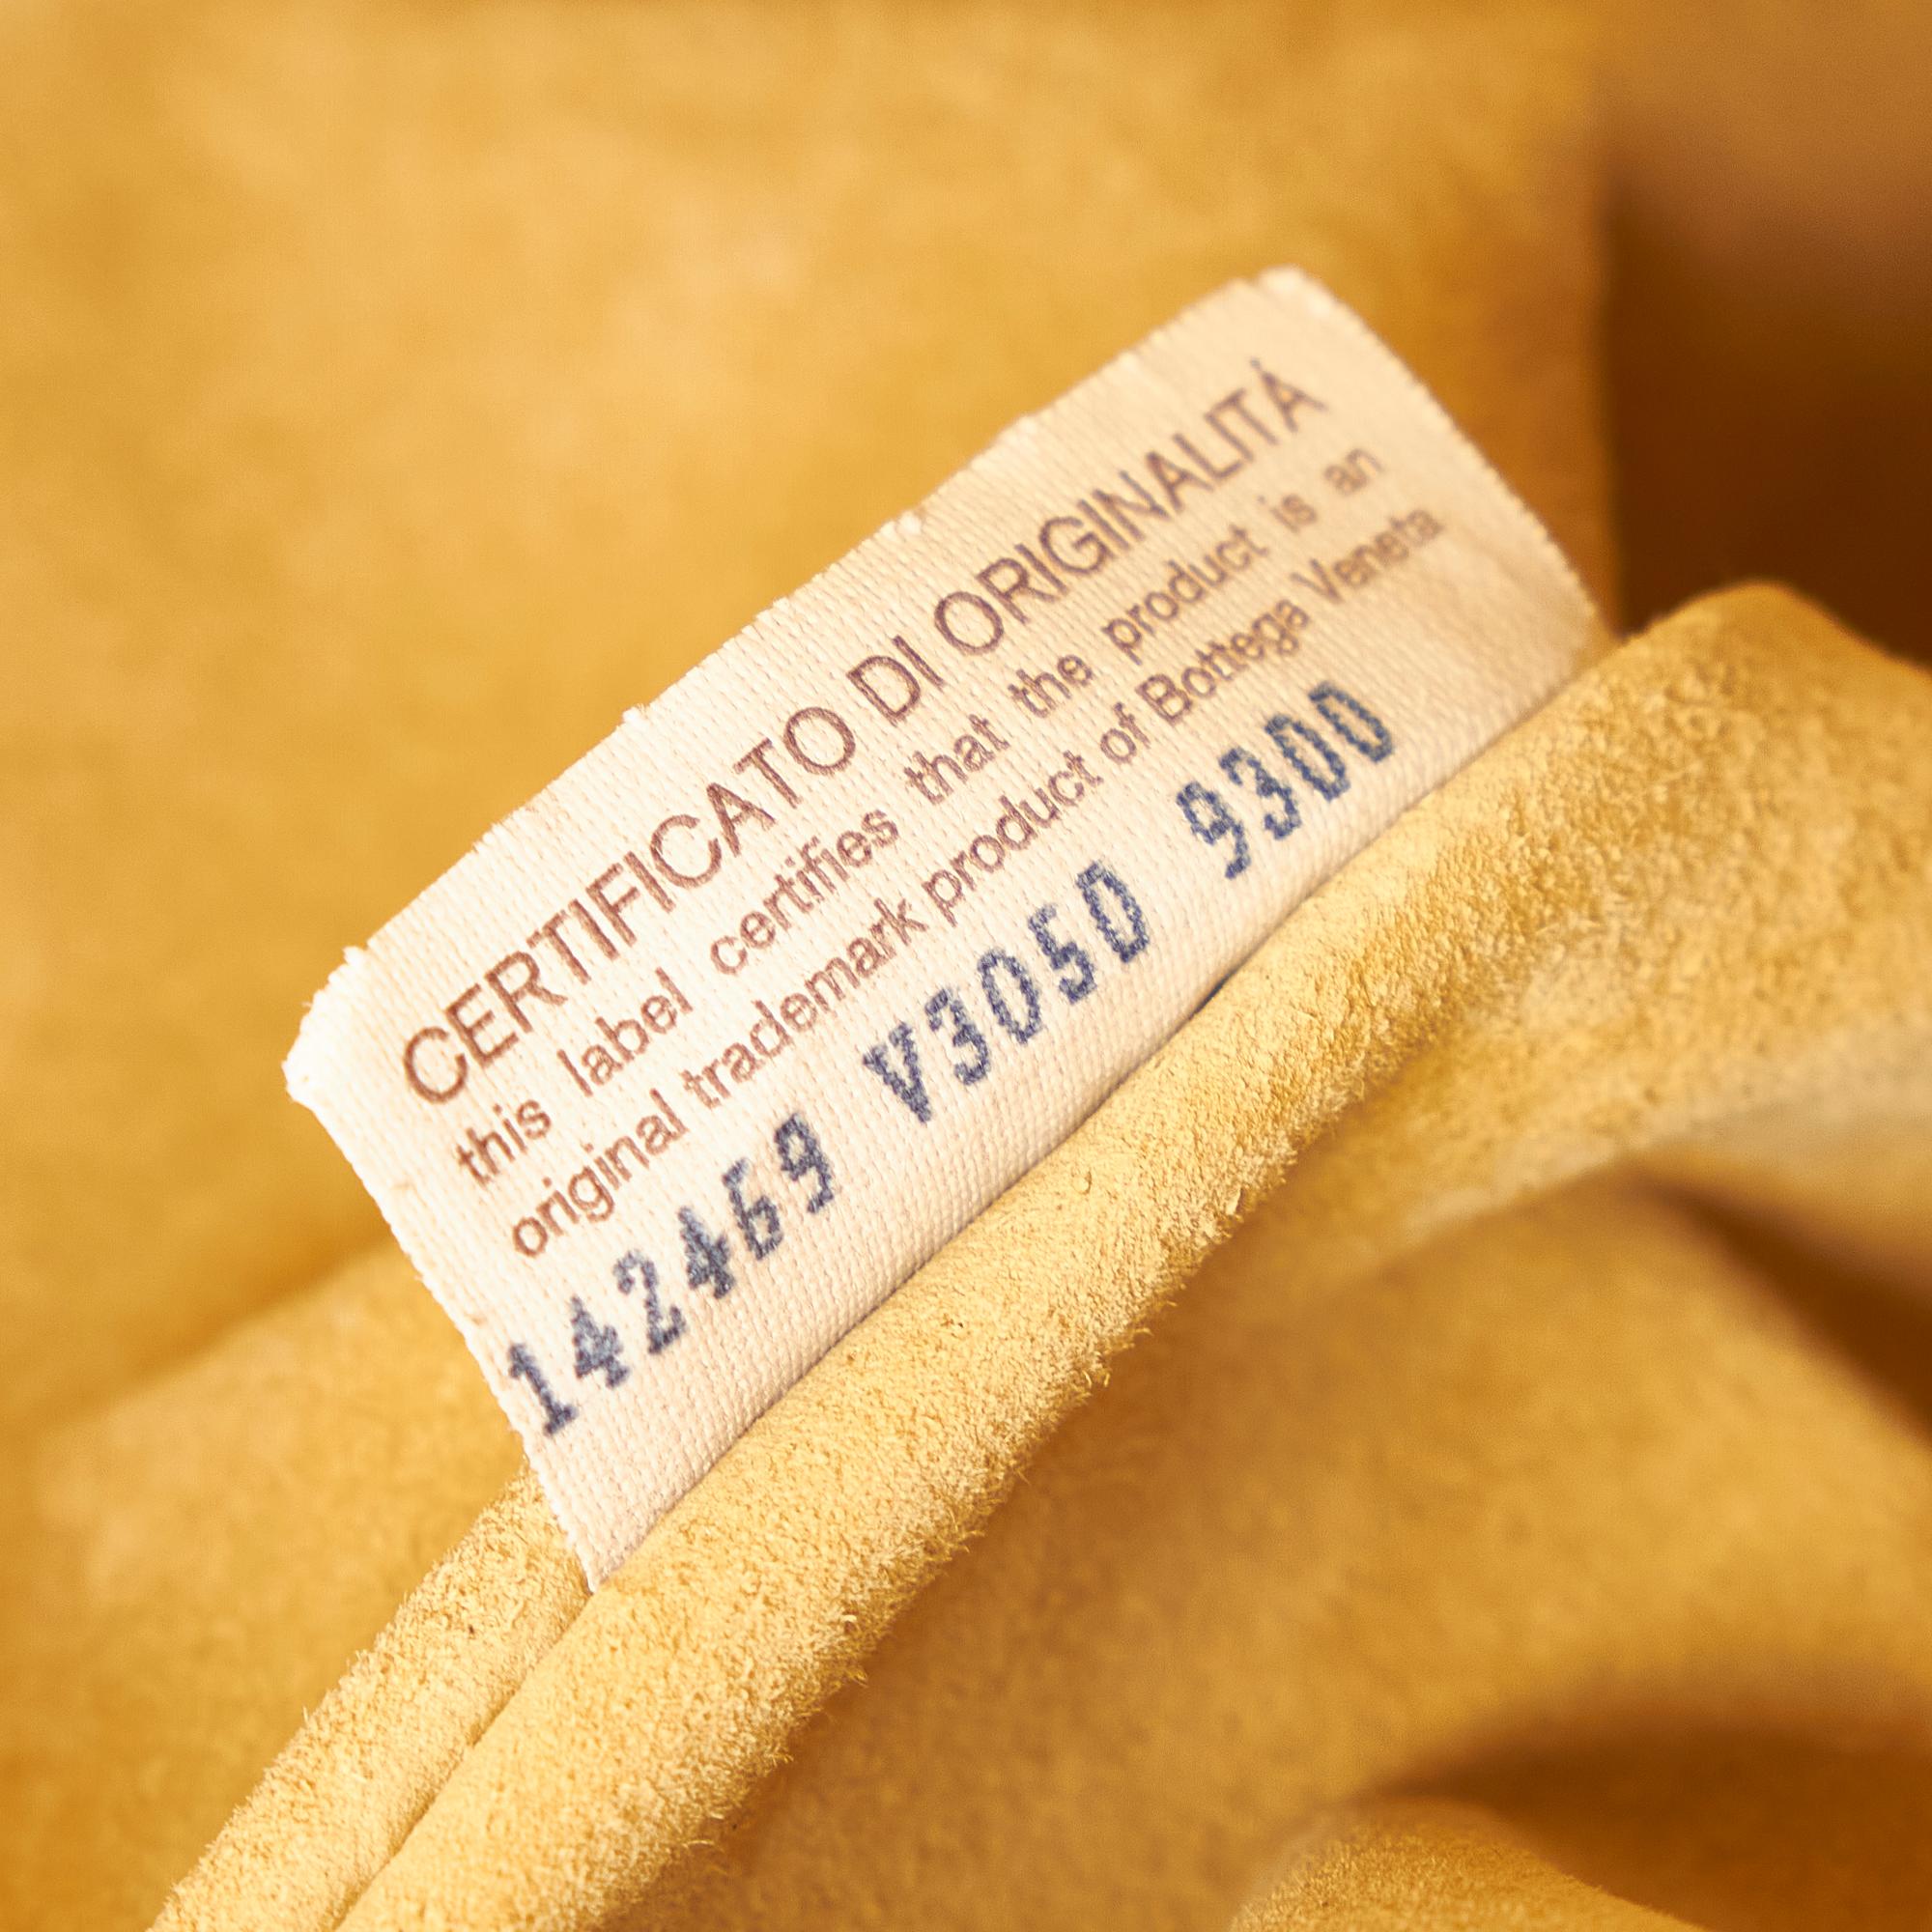 CERTIFICATO DI ORIGINALITÁ
this label certifies that the product is an
original trademark product of Bottega Veneta
142469 V3050 9300